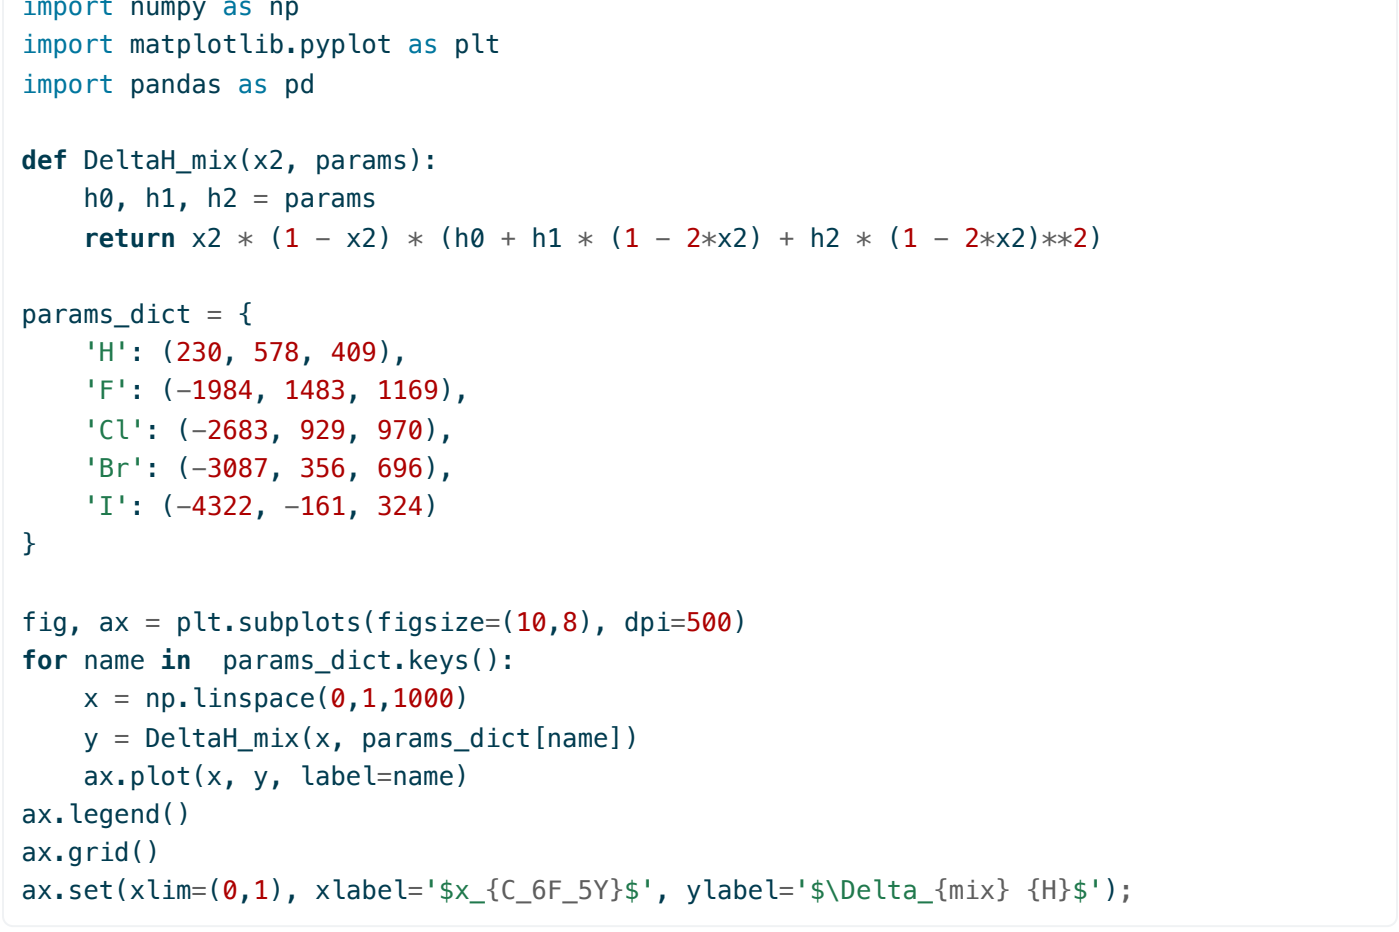 import numpy as np
import matplotlib.pyplot as plt
import pandas as pd

def DeltaH_mix(x2, params):
    h0, h1, h2 = params
    return x2 * (1 - x2) * (h0 + h1 * (1 - 2*x2) + h2 * (1 - 2*x2)**2)

params_dict = {
    'H': (230, 578, 409),
    'F': (-1984, 1483, 1169),
    'Cl': (-2683, 929, 970),
    'Br': (-3087, 356, 696),
    'I': (-4322, -161, 324)
}

fig, ax = plt.subplots(figsize=(10,8), dpi=500)
for name in  params_dict.keys():
    x = np.linspace(0,1,1000)
    y = DeltaH_mix(x, params_dict[name])
    ax.plot(x, y, label=name)
ax.legend()
ax.grid()
ax.set(xlim=(0,1), xlabel='$x_{C_6F_5Y}$', ylabel='$\Delta_{mix} {H}$');